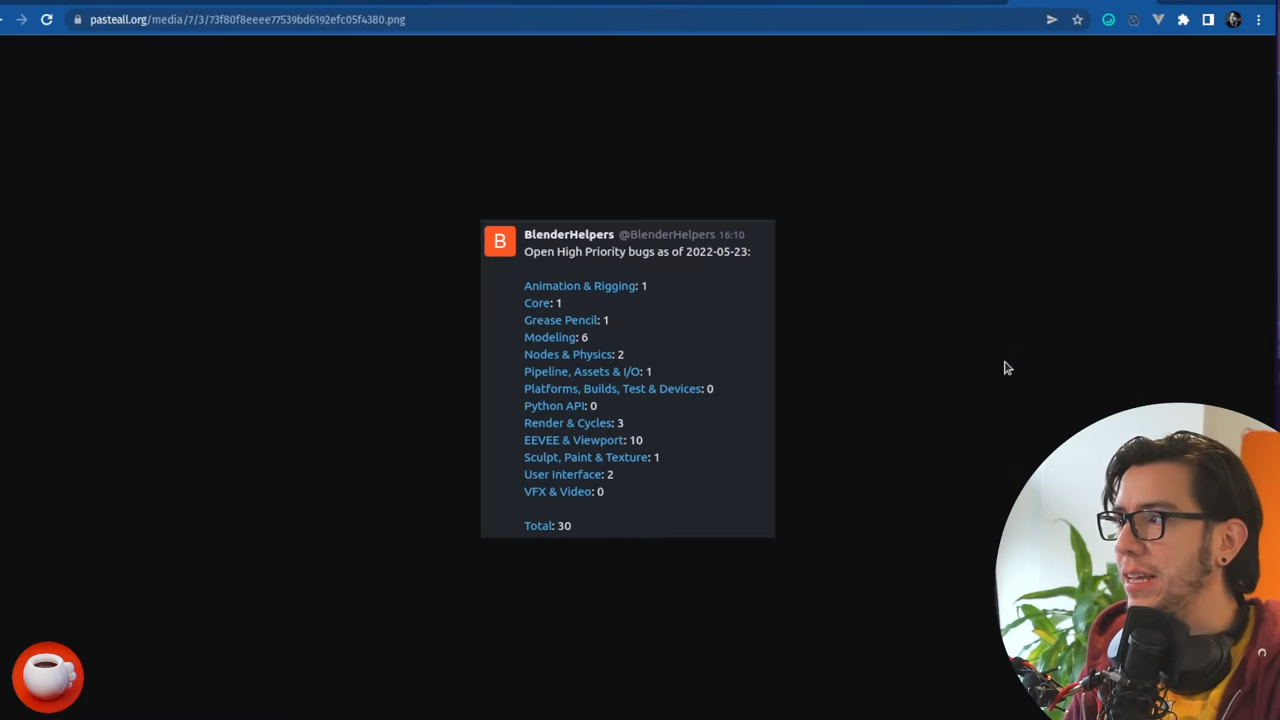 pasteall.org/media/7/3/73f80f8eeee77539bd6192efc05f4380.png
B
BlenderHelpers @BlenderHelpers 16:10
Open High Priority bugs as of 2022-05-23:
Animation & Rigging: 1
Core: 1
Grease Pencil: 1
Modeling: 6
Nodes & Physics: 2
Pipeline, Assets & I/O: 1
Platforms, Builds, Test & Devices: 0
Python API: 0
Render & Cycles: 3
EEVEE & Viewport: 10
Sculpt, Paint & Texture: 1
User Interface: 2
VFX & Video: 0
Total: 30